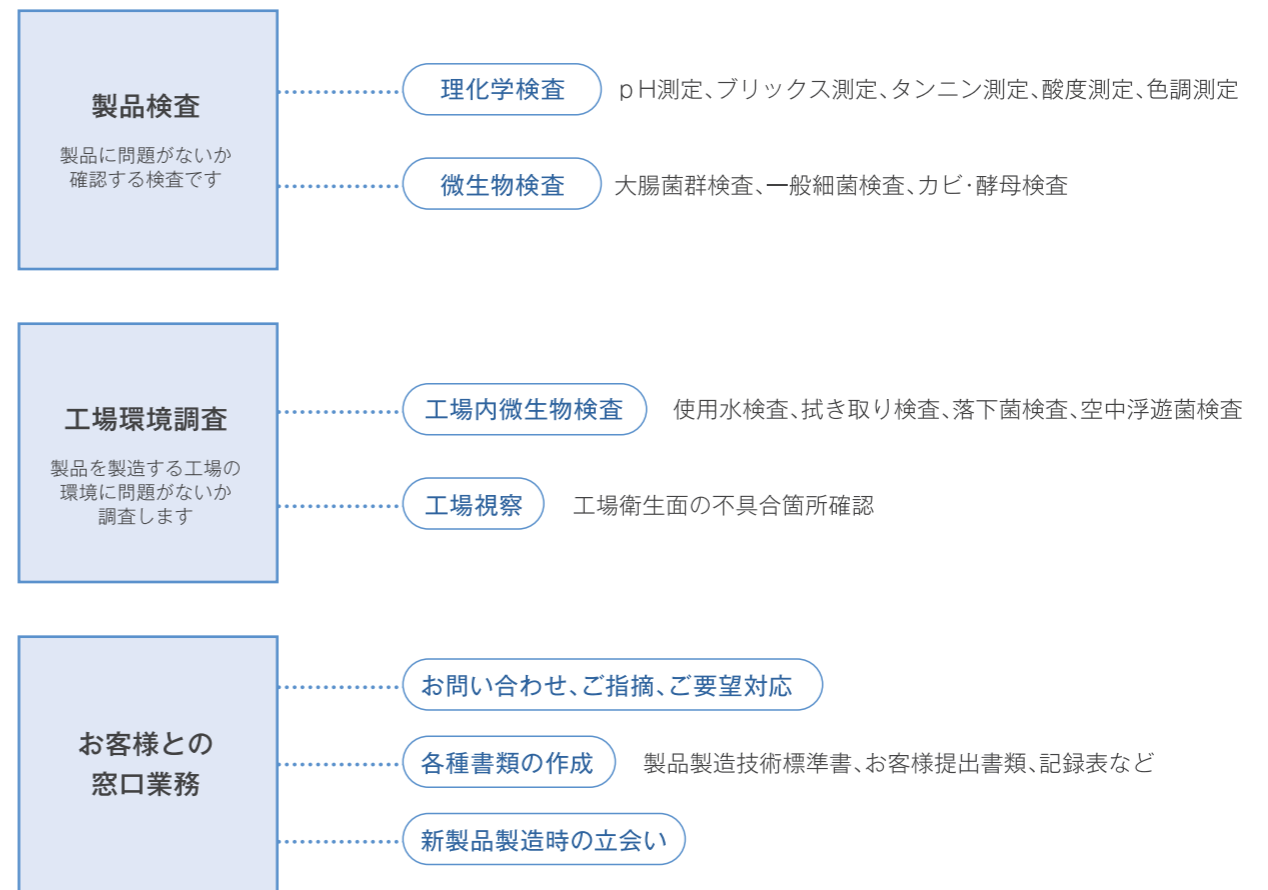 製品検査
製品に問題がないか
確認する検査です
理化学検査
ｐH測定、ブリックス測定、タンニン測定、酸度測定、色調測定
微生物検査
大腸菌群検査、一般細菌検査、カビ・酵母検査
工場環境調査
製品を製造する工場の
環境に問題がないか
調査します
工場内微生物検査
使用水検査、拭き取り検査、落下菌検査、空中浮遊菌検査
工場視察
工場衛生面の不具合箇所確認
お客様との
窓口業務
お問い合わせ、ご指摘、ご要望対応
各種書類の作成
製品製造技術標準書、お客様提出書類、記録表など
新製品製造時の立会い